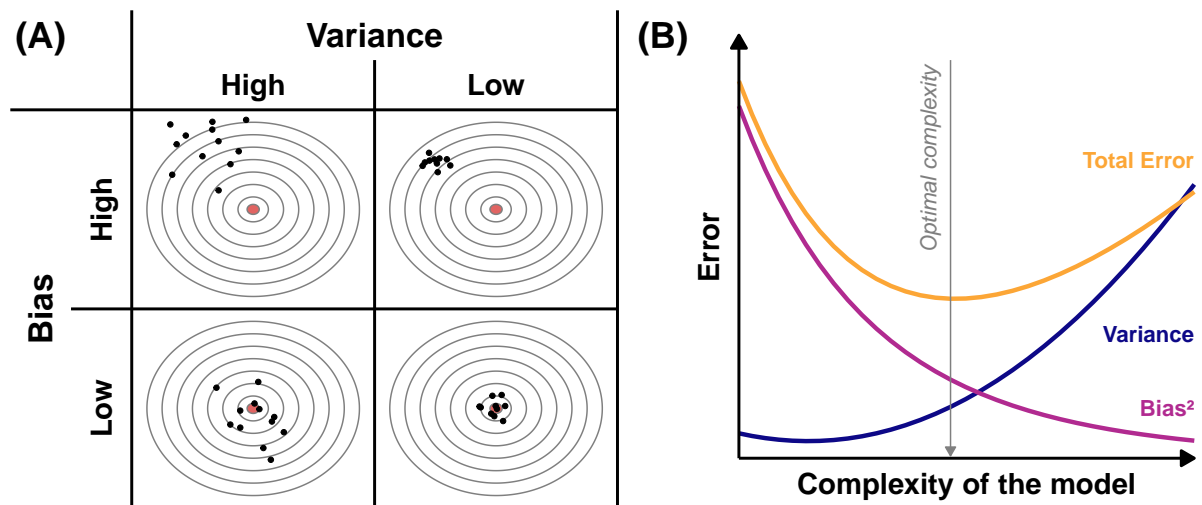 (A)
Variance
High
Low
Bias
High
Low
(B)
Error
Optimal complexity
Total Error
Variance
Bias²
Complexity of the model